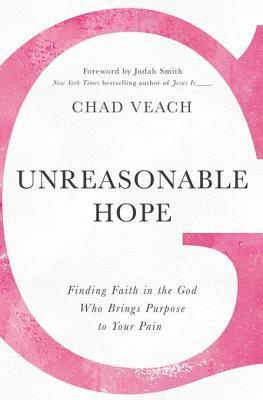 Foreword by Judah Smith
New York Times bestselling author of Jesus Is ____.
CHAD VEACH
UNREASONABLE
HOPE
Finding Faith in the God
Who Brings Purpose
to Your Pain
G